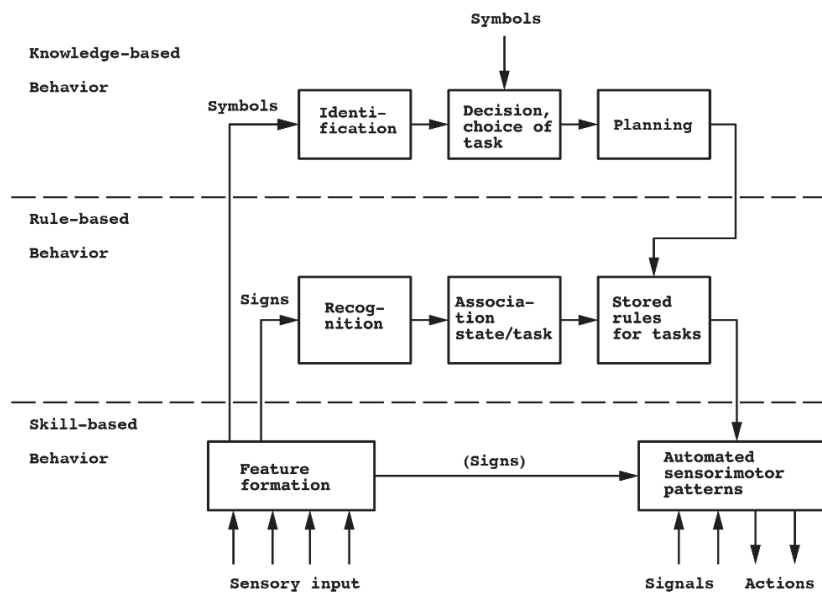 Symbols
Knowledge-based
Behavior
Symbols
Identi-
fication
Decision,
choice of
task
Planning
Rule-based
Behavior
Signs
Recog-
nition
Associa-
tion
state/task
Stored
rules
for tasks
Skill-based
Behavior
Feature
formation
(Signs)
Automated
sensorimotor
patterns
Sensory input
Signals
Actions